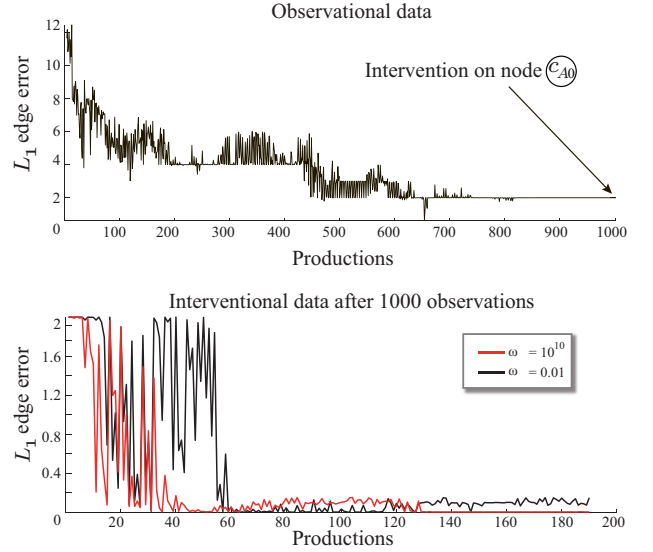 Observational data
12
10
8
6
4
2
0
L1 edge error
Intervention on node cA0
100 200 300 400 500 600 700 800 900 1000
Productions
Interventional data after 1000 observations
2
1.6
1.2
0.8
0.4
0
L1 edge error
ω = 10^10
ω = 0.01
0 20 40 60 80 100 120 140 160 180 200
Productions